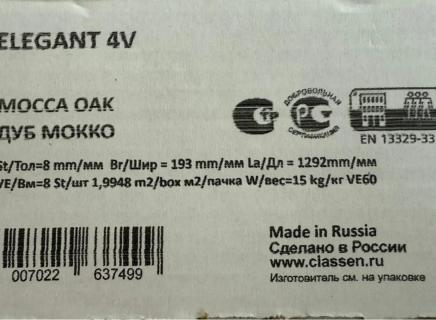 ELEGANT 4V
MOCCA OAK
ДУБ МОККО
ДОБРОВОЛЬНАЯ
СЕРТИФИКАЦИЯ
EN 13329-33
St/Тол=8 mm/мм Br/Шир = 193 mm/мм La/Дл = 1292mm/мм
VE/Вм=8 St/шт 1,9948 m2/box м2/пачка W/вес=15 kg/кг VE60
Made in Russia
Сделано в России
www.classen.ru
Изготовитель см. на упаковке
007022 637499